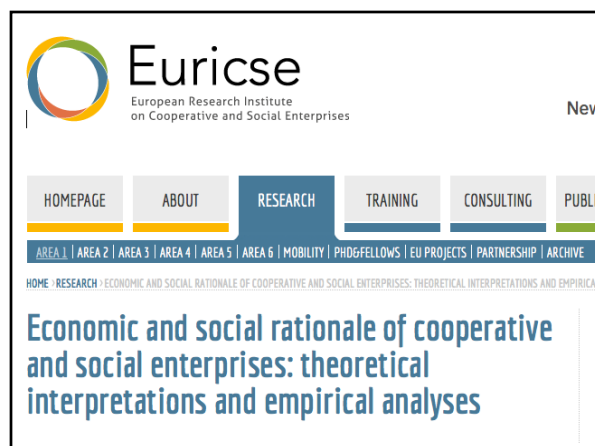 Euricse
European Research Institute
on Cooperative and Social Enterprises
HOMEPAGE ABOUT RESEARCH TRAINING CONSULTING
AREA 1 | AREA 2 | AREA 3 | AREA 4 | AREA 5 | AREA 6 | MOBILITY | PHD&FELLOWS | EU PROJECTS | PARTNERSHIP | ARCHIVE
HOME › RESEARCH › ECONOMIC AND SOCIAL RATIONALE OF COOPERATIVE AND SOCIAL ENTERPRISES: THEORETICAL INTERPRETATIONS AND EMPIRICA
Economic and social rationale of cooperative
and social enterprises: theoretical
interpretations and empirical analyses